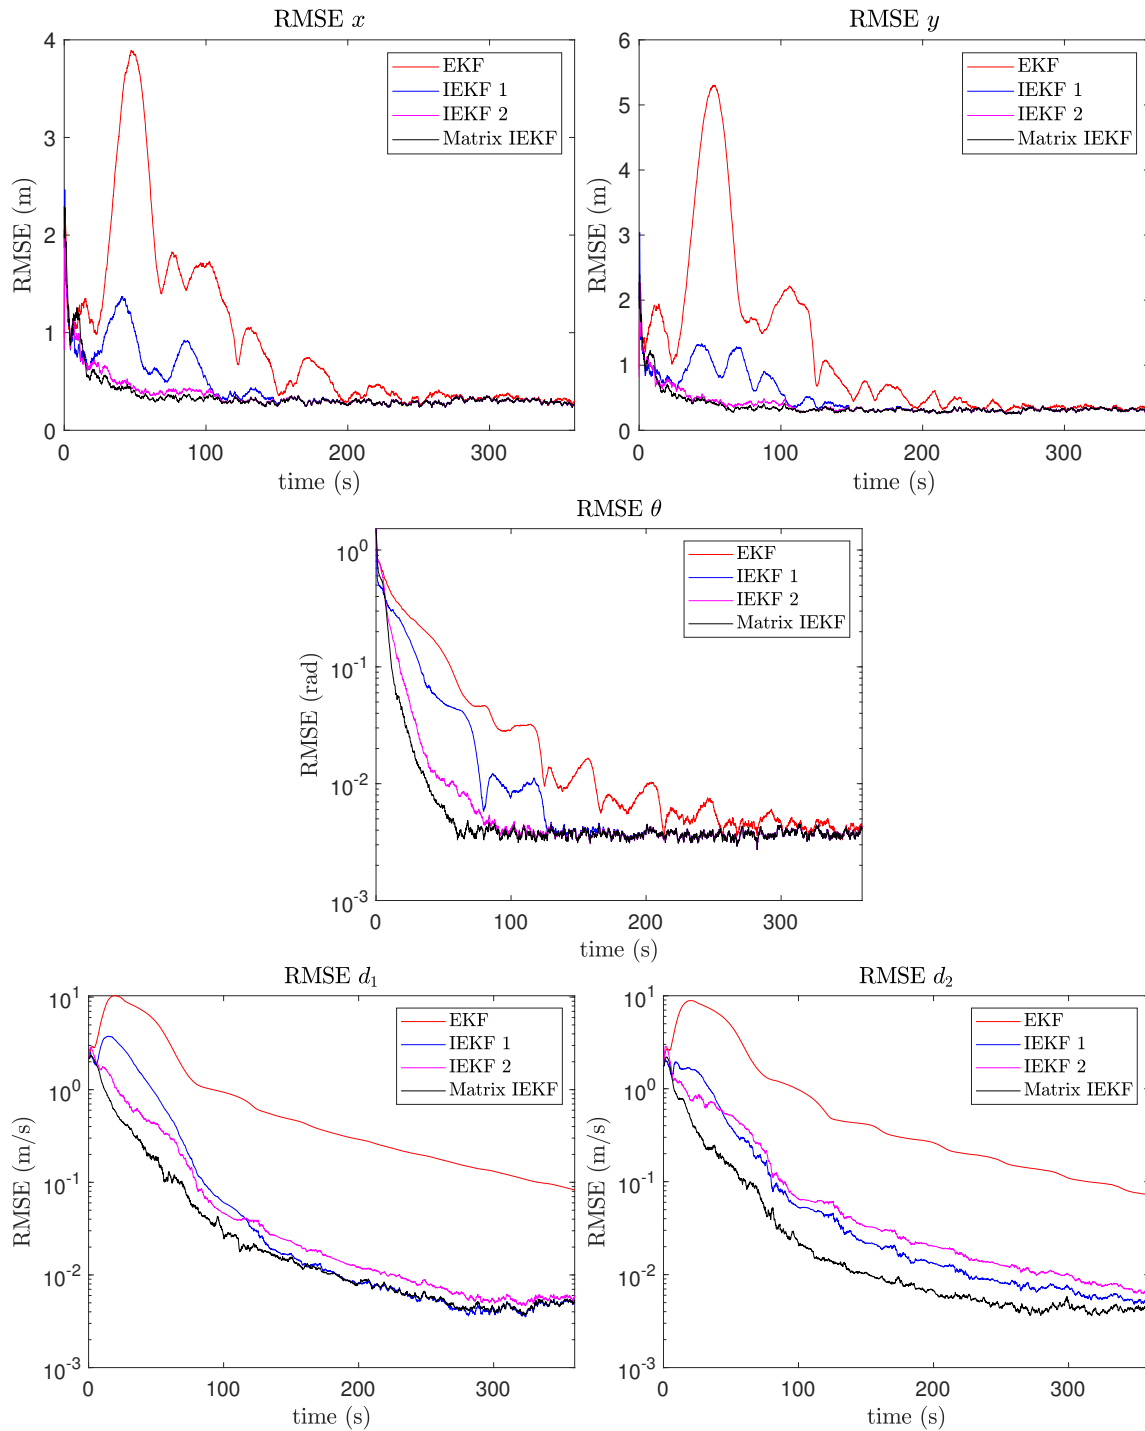 RMSE x
RMSE (m)
4
3
2
1
0
0 100 200 300
time (s)
EKF
IEKF 1
IEKF 2
Matrix IEKF
RMSE y
RMSE (m)
6
5
4
3
2
1
0
0 100 200 300
time (s)
EKF
IEKF 1
IEKF 2
Matrix IEKF
RMSE θ
RMSE (rad)
10^0
10^-1
10^-2
10^-3
0 100 200 300
time (s)
EKF
IEKF 1
IEKF 2
Matrix IEKF
RMSE d₁
RMSE (m/s)
10^1
10^0
10^-1
10^-2
10^-3
0 100 200 300
time (s)
EKF
IEKF 1
IEKF 2
Matrix IEKF
RMSE d₂
RMSE (m/s)
10^1
10^0
10^-1
10^-2
10^-3
0 100 200 300
time (s)
EKF
IEKF 1
IEKF 2
Matrix IEKF